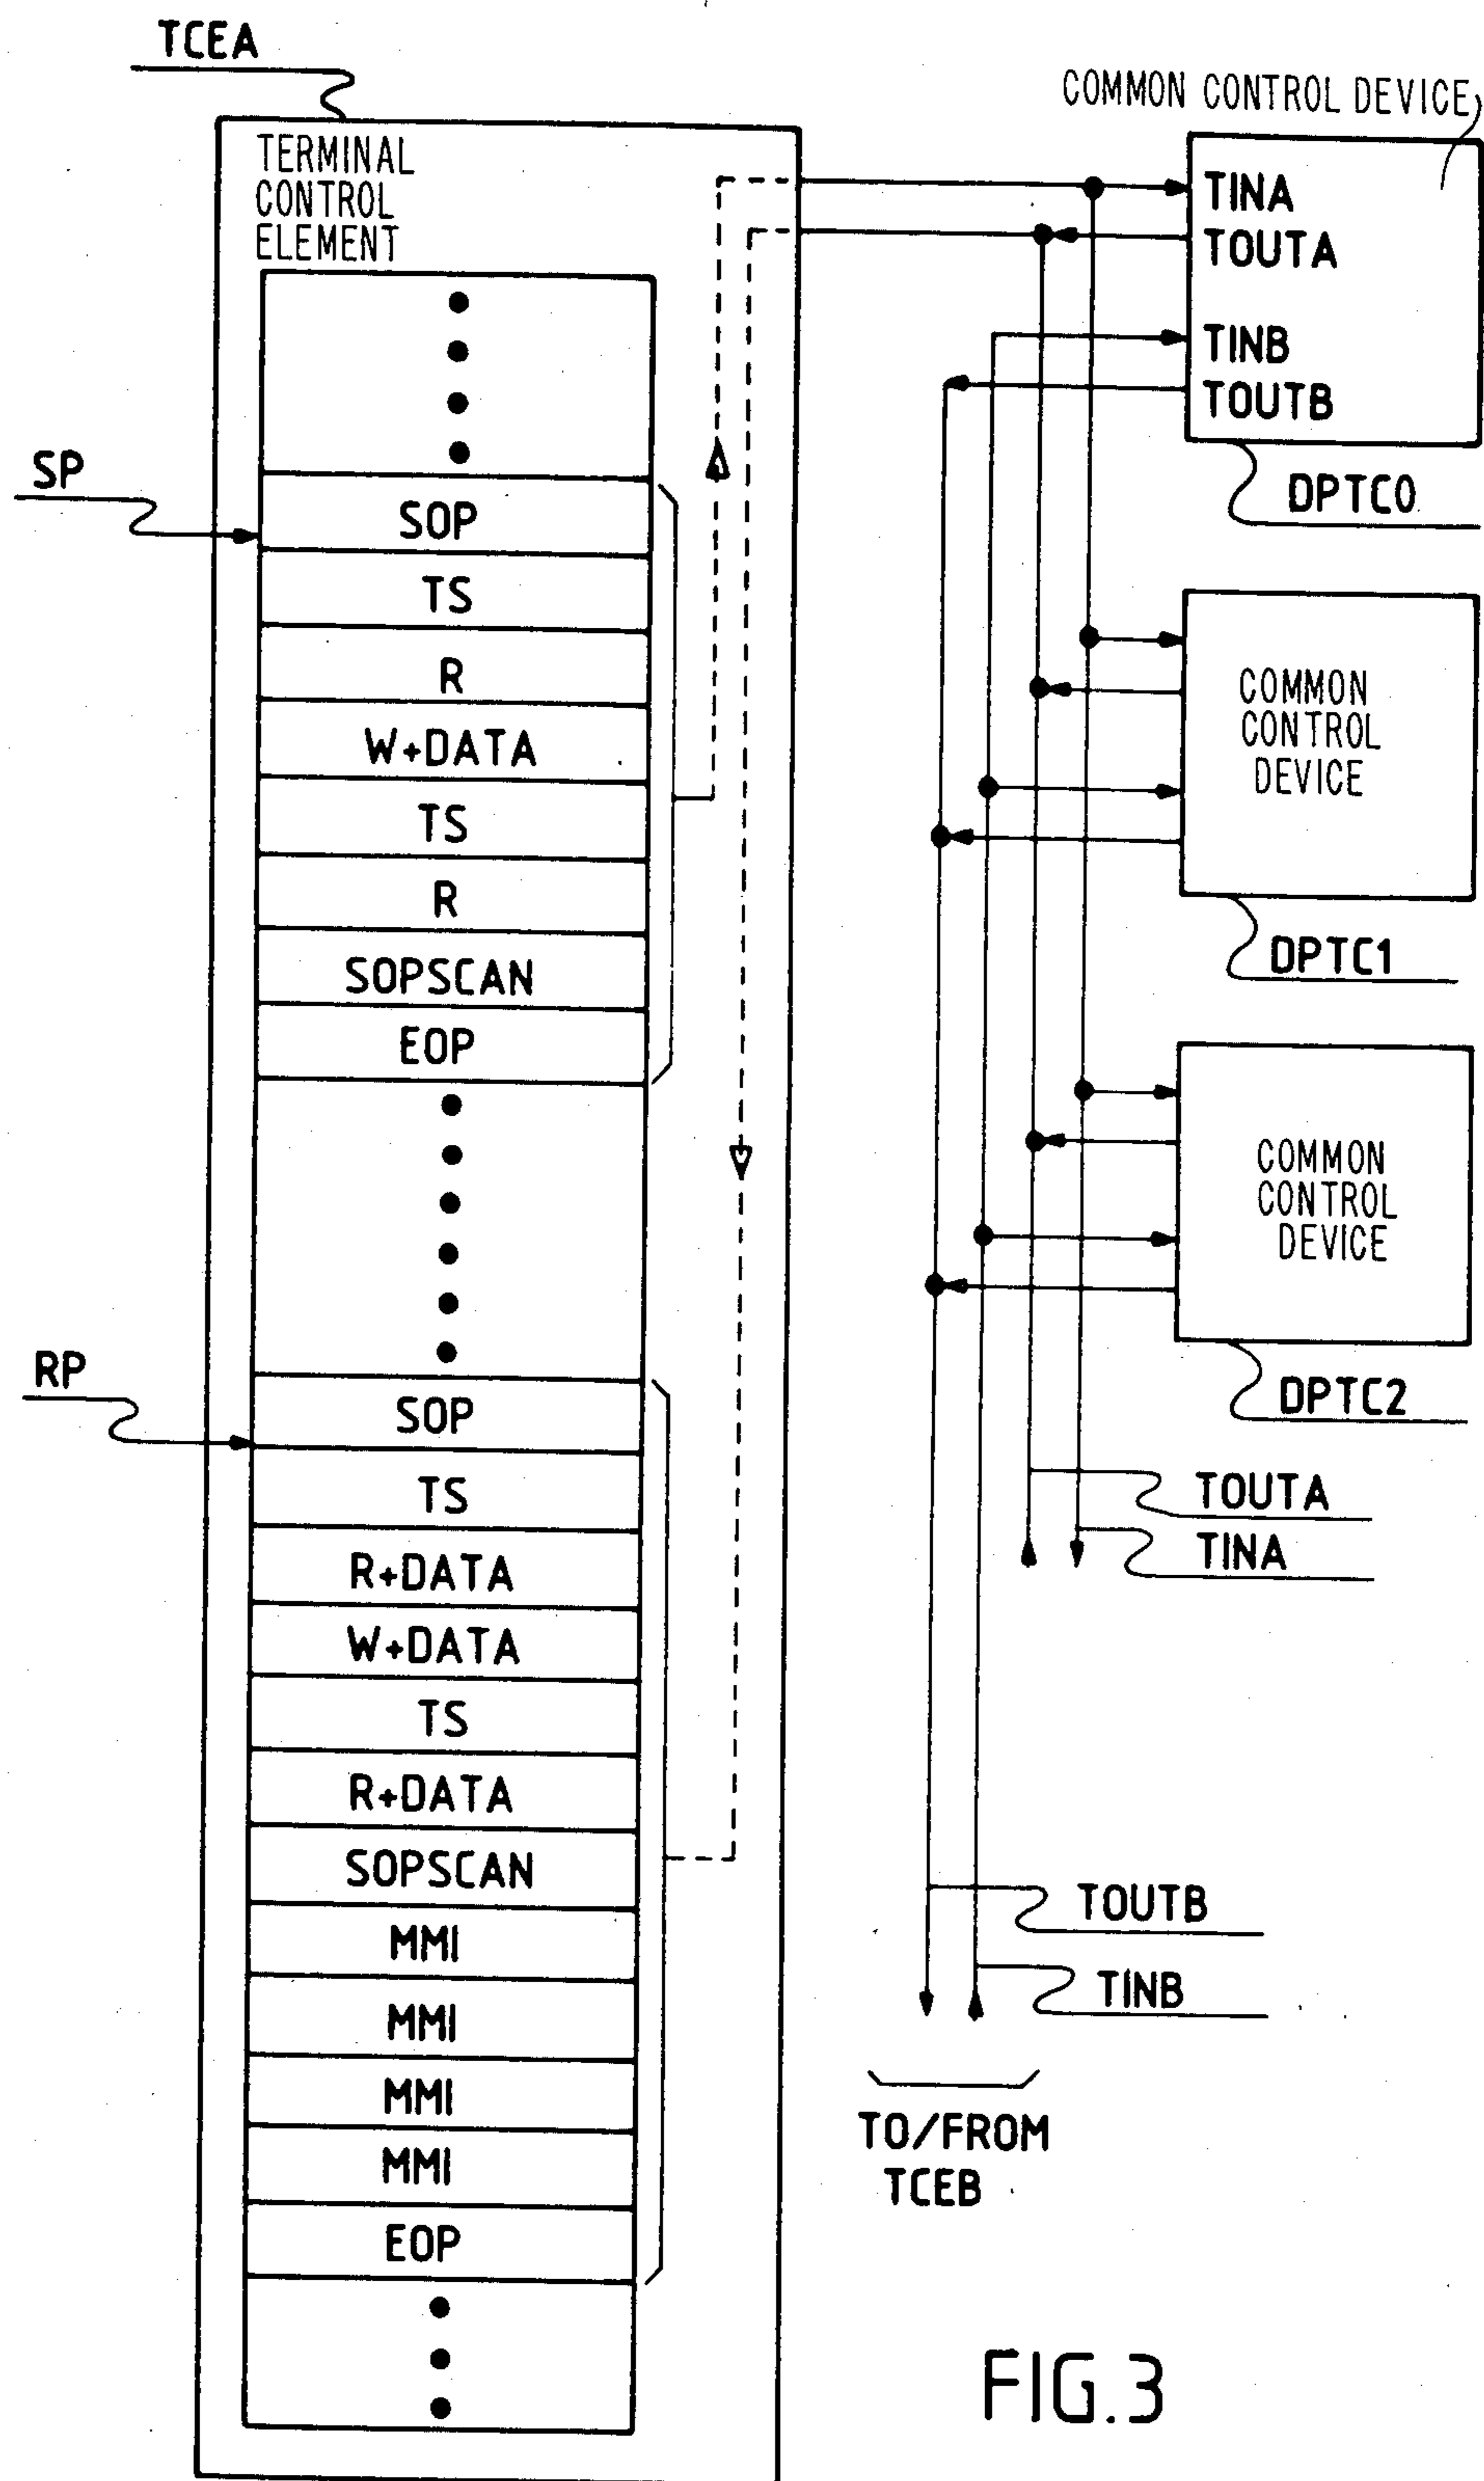 TCEA
TERMINAL
CONTROL
ELEMENT
SP
SOP
TS
R
W+DATA
TS
R
SOPSCAN
EOP
RP
SOP
TS
R+DATA
W+DATA
TS
R+DATA
SOPSCAN
MMI
MMI
MMI
MMI
EOP
COMMON CONTROL DEVICE
TINA
TOUTA
TINB
TOUTB
DPTC0
COMMON
CONTROL
DEVICE
DPTC1
COMMON
CONTROL
DEVICE
DPTC2
TOUTA
TINA
TOUTB
TINB
TO/FROM
TCEB
FIG.3